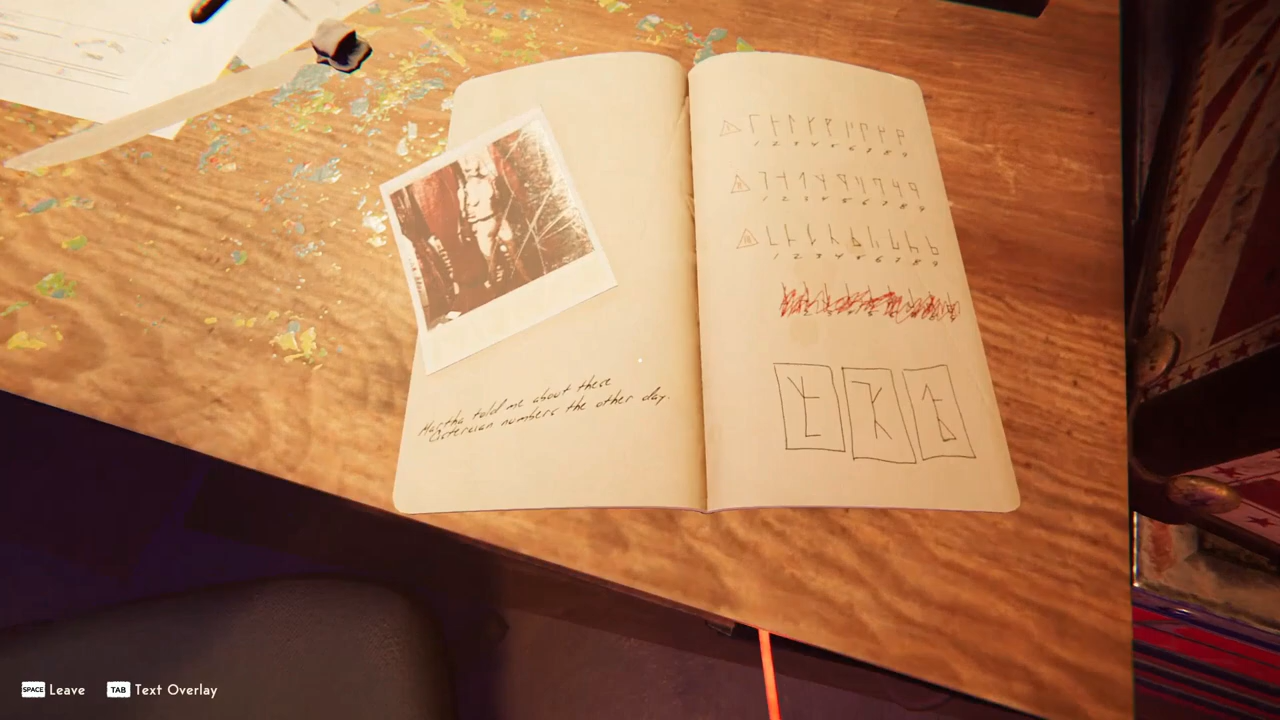 Martha told me about these
Cistercian numbers the other day.
1 2 3 4 5 6 7 8 9
1 2 3 4 5 6 7 8 9
1 2 3 4 5 6 7 8 9
SPACE Leave TAB Text Overlay